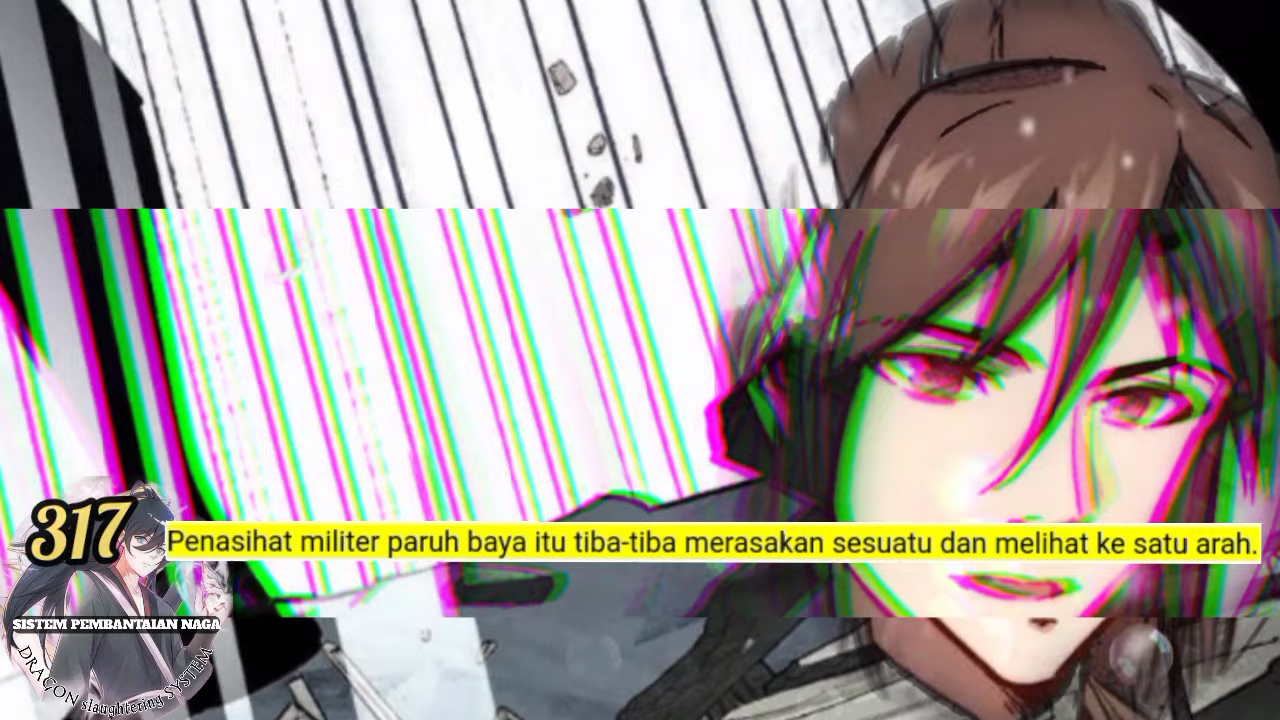 317
Penasihat militer paruh baya itu tiba-tiba merasakan sesuatu dan melihat ke satu arah.
SISTEM PEMBANTAIAN NAGA
DRAGON slaughtering SYSTEM